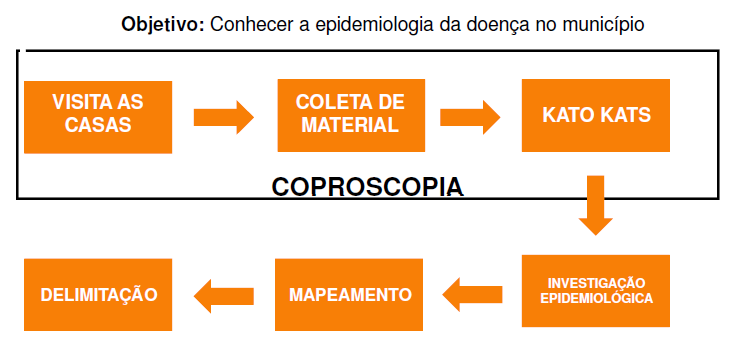 Objetivo: Conhecer a epidemiologia da doença no município
VISITA AS
CASAS
COLETA DE
MATERIAL
KATO KATS
COPROSCOPIA
INVESTIGAÇÃO
EPIDEMIOLÓGICA
MAPEAMENTO
DELIMITAÇÃO